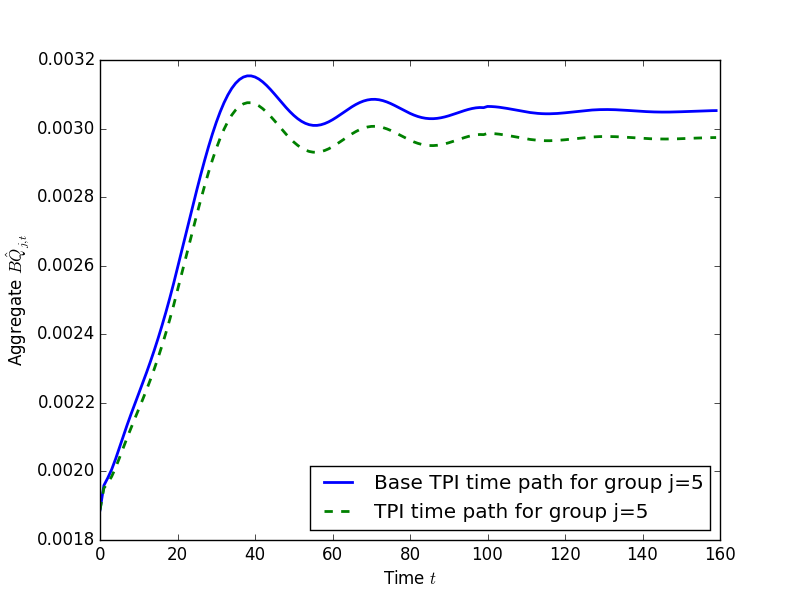 0.0032
0.0030
0.0028
0.0026
0.0024
0.0022
0.0020
0.0018
Aggregate $B\hat{Q}_{j,t}$
0 20 40 60 80 100 120 140 160
Time t
Base TPI time path for group j=5
TPI time path for group j=5